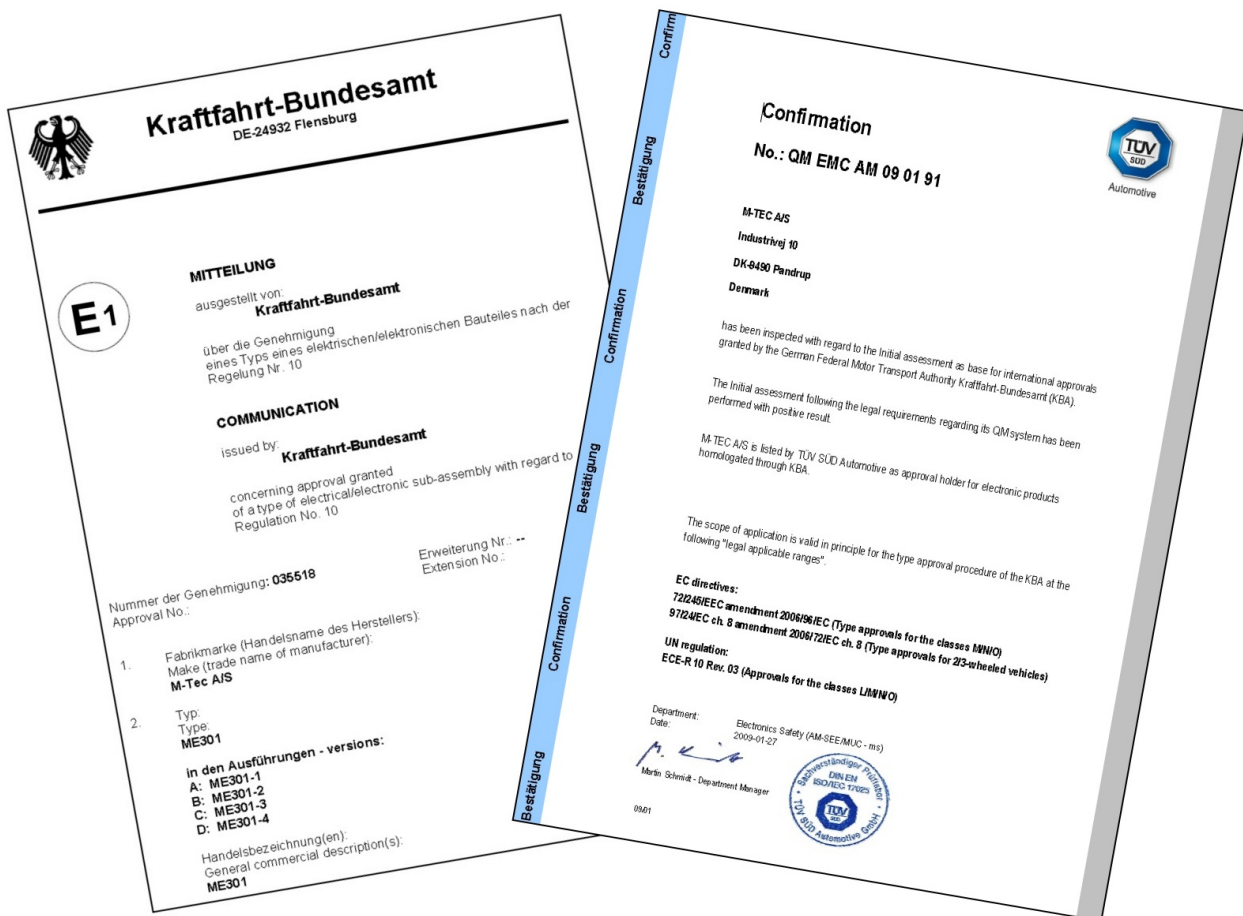 Kraftfahrt-Bundesamt
DE-24932 Flensburg
E1
MITTEILUNG
ausgestellt von:
Kraftfahrt-Bundesamt
über die Genehmigung
eines Typs eines elektrischen/elektronischen Bauteiles nach der
Regelung Nr. 10
COMMUNICATION
issued by:
Kraftfahrt-Bundesamt
concerning approval granted
of a type of electrical/electronic sub-assembly with regard to
Regulation No. 10
Nummer der Genehmigung: 035518
Approval No.:
Erweiterung Nr.: --
Extension No.:
1. Fabrikmarke (Handelsname des Herstellers):
Make (trade name of manufacturer):
M-Tec A/S
2. Typ:
Type:
ME301
in den Ausführungen - versions:
A: ME301-1
B: ME301-2
C: ME301-3
D: ME301-4
Handelsbezeichnung(en):
General commercial description(s):
ME301
Confirm
Bestätigung
Confirmation
Bestätigung
Confirmation
Bestätigung
Confirmation
No.: QM EMC AM 09 01 91
TÜV
SÜD
Automotive
M-TEC A/S
Industrivej 10
DK-9490 Pandrup
Denmark
has been inspected with regard to the Initial assessment as base for international approvals
granted by the German Federal Motor Transport Authority Kraftfahrt-Bundesamt (KBA).
The Initial assessment following the legal requirements regarding its QM system has been
performed with positive result.
M-TEC A/S is listed by TÜV SÜD Automotive as approval holder for electronic products
homologated through KBA.
The scope of application is valid in principle for the type approval procedure of the KBA at the
following "legal applicable ranges".
EC directives:
72/245/EEC amendment 2006/96/EC (Type approvals for the classes M/N/O)
97/24/EC ch. 8 amendment 2006/72/EC ch. 8 (Type approvals for 2/3-wheeled vehicles)
UN regulation:
ECE-R 10 Rev. 03 (Approvals for the classes L/M/N/O)
Department: Electronics Safety (AM-SEE/MUC - ms)
Date: 2009-01-27
Martin Schmidt - Department Manager
09/01
Sachverständiger Prüflabor
DIN EN
ISO/IEC 17025
TÜV
SÜD
TÜV SÜD Automotive GmbH